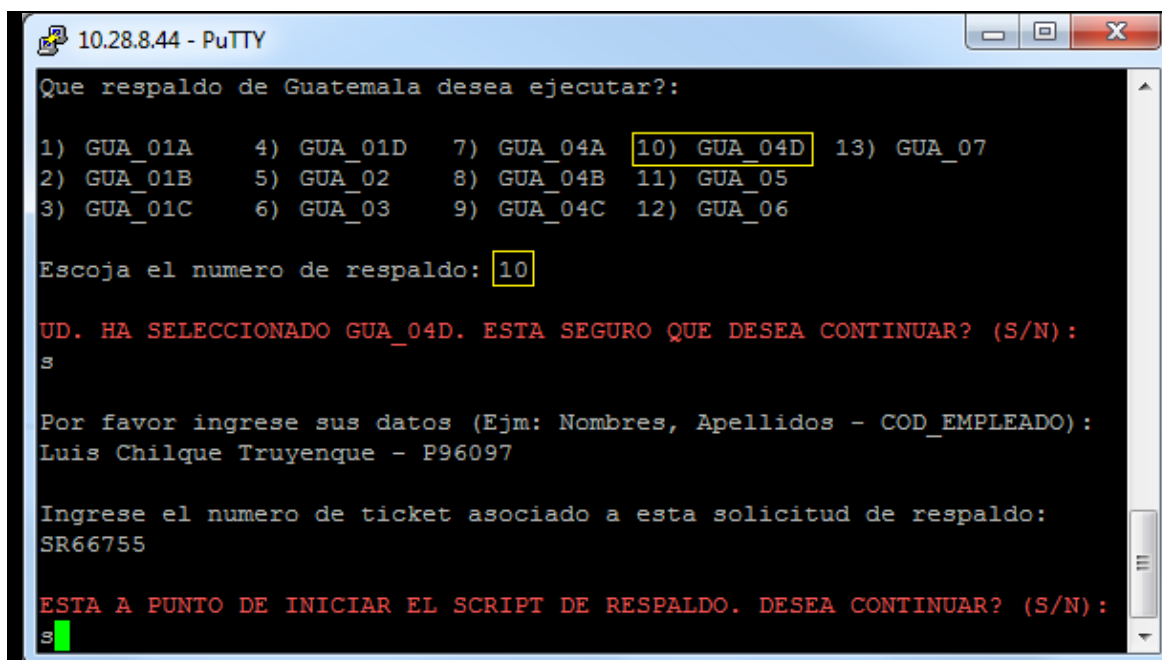 10.28.8.44 - PuTTY
Que respaldo de Guatemala desea ejecutar?:
1) GUA_01A 4) GUA_01D 7) GUA_04A 10) GUA_04D 13) GUA_07
2) GUA_01B 5) GUA_02 8) GUA_04B 11) GUA_05
3) GUA_01C 6) GUA_03 9) GUA_04C 12) GUA_06
Escoja el numero de respaldo: 10
UD. HA SELECCIONADO GUA_04D. ESTA SEGURO QUE DESEA CONTINUAR? (S/N):
s
Por favor ingrese sus datos (Ejm: Nombres, Apellidos - COD_EMPLEADO):
Luis Chilque Truyenque - P96097
Ingrese el numero de ticket asociado a esta solicitud de respaldo:
SR66755
ESTA A PUNTO DE INICIAR EL SCRIPT DE RESPALDO. DESEA CONTINUAR? (S/N):
s